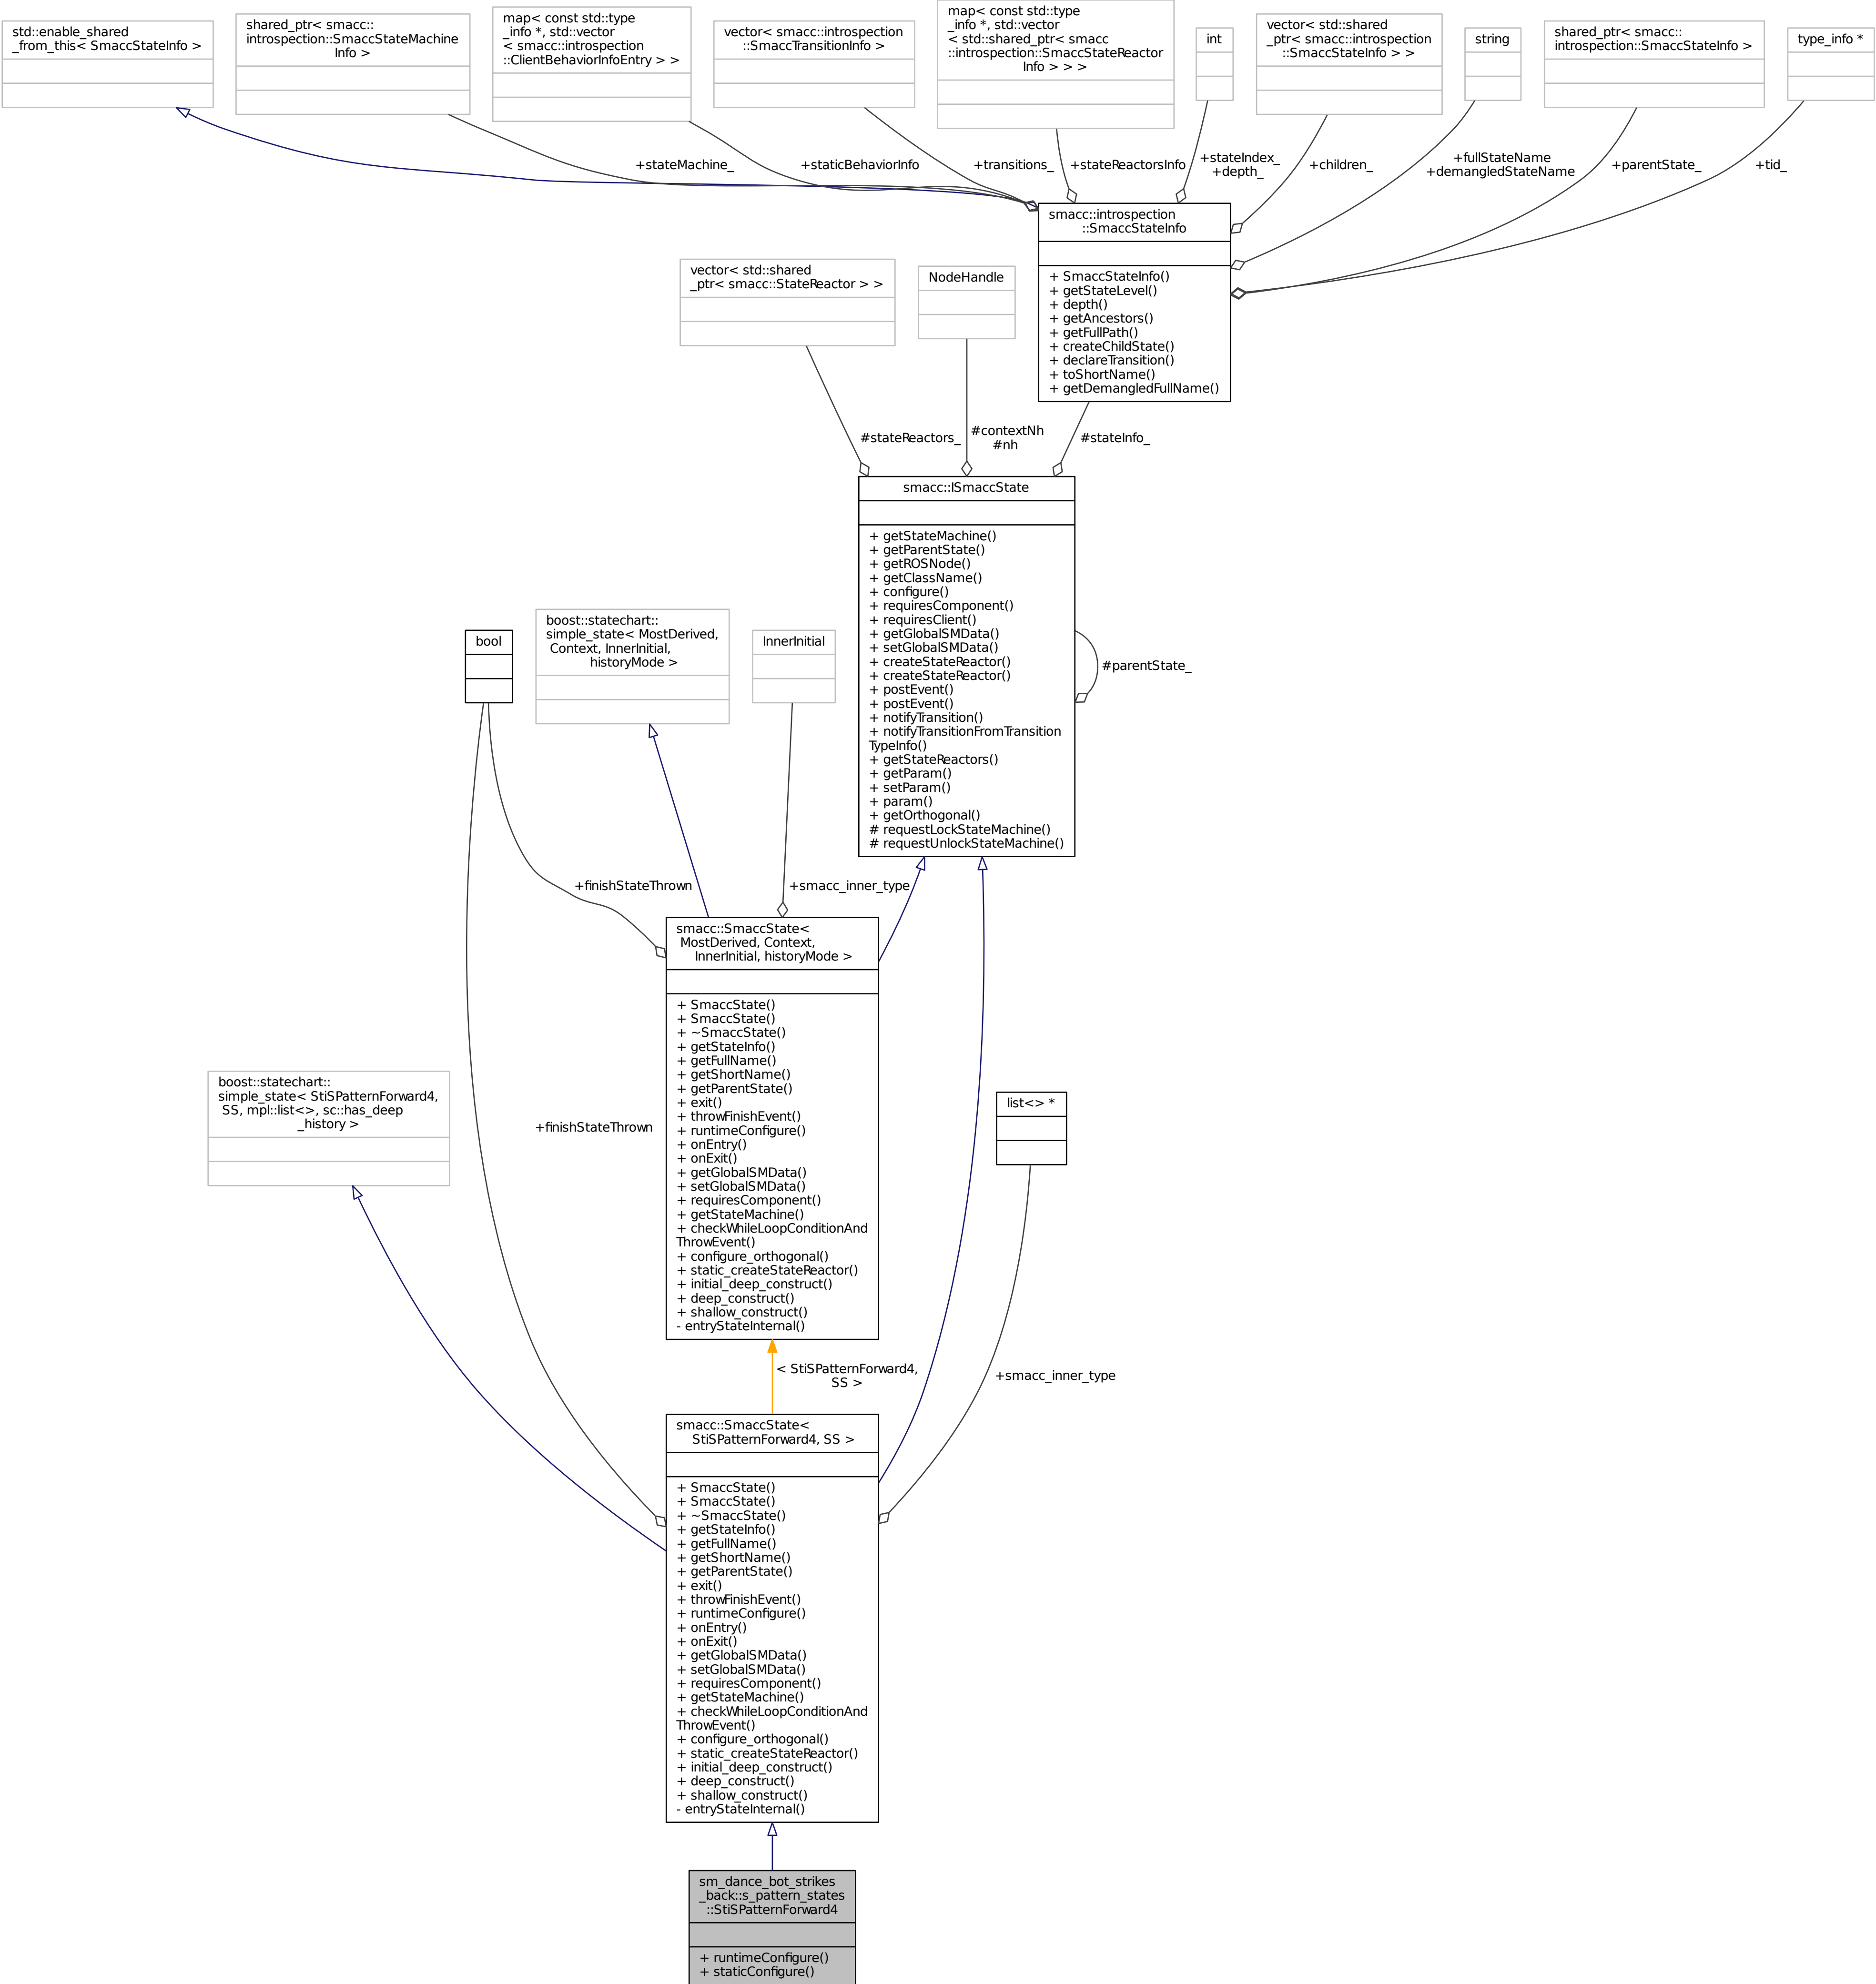 std::enable_shared
_from_this< SmaccStateInfo >
shared_ptr< smacc::
introspection::SmaccStateMachine
Info >
map< const std::type
_info *, std::vector
< smacc::introspection
::ClientBehaviorInfoEntry > >
vector< smacc::introspection
::SmaccTransitionInfo >
map< const std::type
_info *, std::vector
< std::shared_ptr< smacc
::introspection::SmaccStateReactor
Info > > >
int
vector< std::shared
_ptr< smacc::introspection
::SmaccStateInfo > >
string
shared_ptr< smacc::
introspection::SmaccStateInfo >
type_info *
+stateMachine_
+staticBehaviorInfo
+transitions_
+stateReactorsInfo
+stateIndex_
+depth_
+children_
+fullStateName
+demangledStateName
+parentState_
+tid_
smacc::introspection
::SmaccStateInfo
+ SmaccStateInfo()
+ getStateLevel()
+ depth()
+ getAncestors()
+ getFullPath()
+ createChildState()
+ declareTransition()
+ toShortName()
+ getDemangledFullName()
vector< std::shared
_ptr< smacc::StateReactor > >
NodeHandle
#stateReactors_
#contextNh
#nh
#stateInfo_
smacc::ISmaccState
+ getStateMachine()
+ getParentState()
+ getROSNode()
+ getClassName()
+ configure()
+ requiresComponent()
+ requiresClient()
+ getGlobalSMData()
+ setGlobalSMData()
+ createStateReactor()
+ createStateReactor()
+ postEvent()
+ postEvent()
+ notifyTransition()
+ notifyTransitionFromTransition
TypeInfo()
+ getStateReactors()
+ getParam()
+ setParam()
+ param()
+ getOrthogonal()
# requestLockStateMachine()
# requestUnlockStateMachine()
#parentState_
bool
boost::statechart::
simple_state< MostDerived,
Context, InnerInitial,
historyMode >
InnerInitial
+finishStateThrown
+smacc_inner_type
smacc::SmaccState<
MostDerived, Context,
InnerInitial, historyMode >
+ SmaccState()
+ SmaccState()
+ ~SmaccState()
+ getStateInfo()
+ getFullName()
+ getShortName()
+ getParentState()
+ exit()
+ throwFinishEvent()
+ runtimeConfigure()
+ onEntry()
+ onExit()
+ getGlobalSMData()
+ setGlobalSMData()
+ requiresComponent()
+ getStateMachine()
+ checkWhileLoopConditionAnd
ThrowEvent()
+ configure_orthogonal()
+ static_createStateReactor()
+ initial_deep_construct()
+ deep_construct()
+ shallow_construct()
- entryStateInternal()
boost::statechart::
simple_state< StiSPatternForward4,
SS, mpl::list<>, sc::has_deep
_history >
+finishStateThrown
list<> *
< StiSPatternForward4,
SS >
+smacc_inner_type
smacc::SmaccState<
StiSPatternForward4, SS >
+ SmaccState()
+ SmaccState()
+ ~SmaccState()
+ getStateInfo()
+ getFullName()
+ getShortName()
+ getParentState()
+ exit()
+ throwFinishEvent()
+ runtimeConfigure()
+ onEntry()
+ onExit()
+ getGlobalSMData()
+ setGlobalSMData()
+ requiresComponent()
+ getStateMachine()
+ checkWhileLoopConditionAnd
ThrowEvent()
+ configure_orthogonal()
+ static_createStateReactor()
+ initial_deep_construct()
+ deep_construct()
+ shallow_construct()
- entryStateInternal()
sm_dance_bot_strikes
_back::s_pattern_states
::StiSPatternForward4
+ runtimeConfigure()
+ staticConfigure()